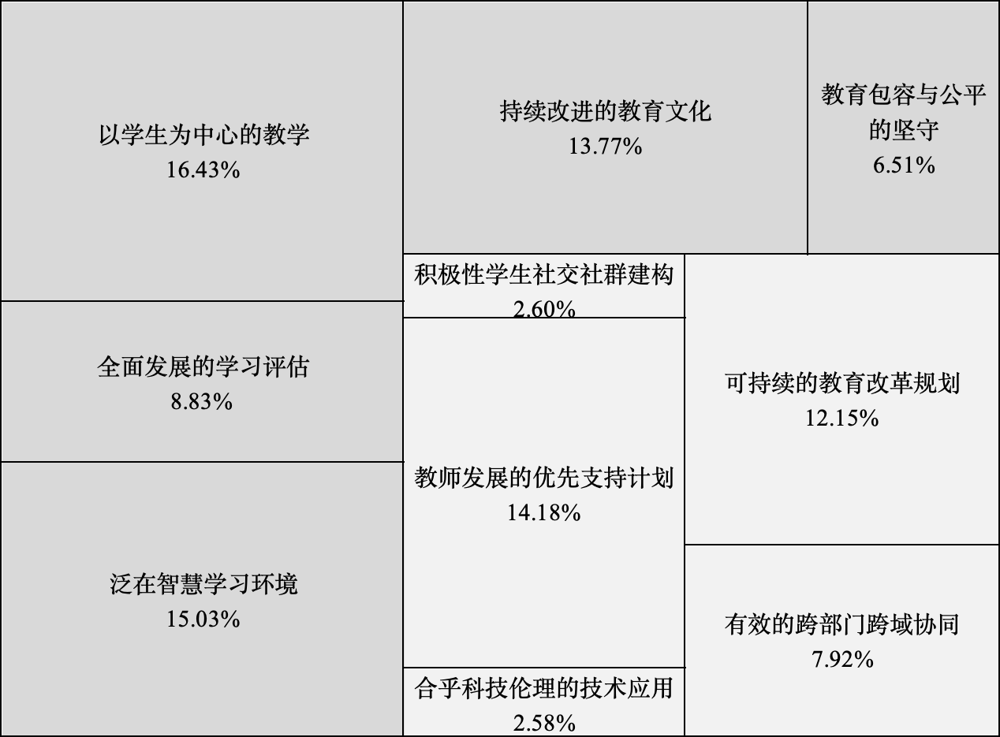 以学生为中心的教学
16.43%
持续改进的教育文化
13.77%
教育包容与公平
的坚守
6.51%
积极性学生社交社群建构
2.60%
全面发展的学习评估
8.83%
可持续的教育改革规划
12.15%
教师发展的优先支持计划
14.18%
泛在智慧学习环境
15.03%
有效的跨部门跨域协同
7.92%
合乎科技伦理的技术应用
2.58%